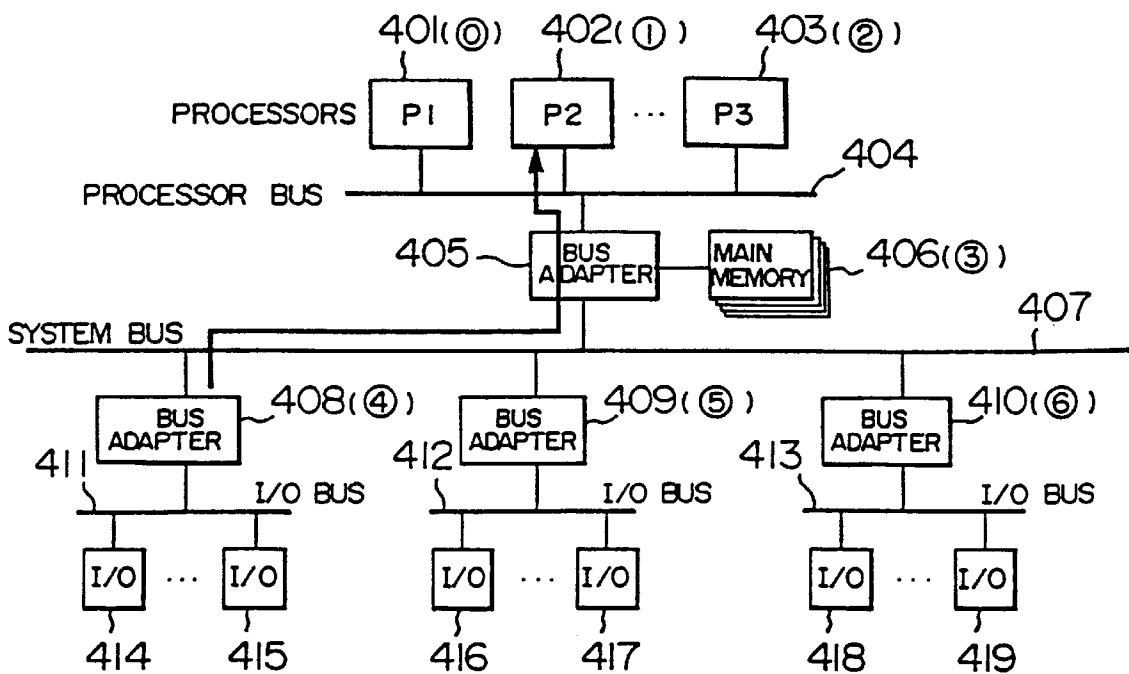 401(⓪) 402(①) 403(②)
PROCESSORS P1 P2 ... P3
404
PROCESSOR BUS
405 BUS ADAPTER MAIN MEMORY 406(③)
SYSTEM BUS 407
BUS ADAPTER 408(④) BUS ADAPTER 409(⑤) BUS ADAPTER 410(⑥)
411 I/O BUS 412 I/O BUS 413 I/O BUS
I/O ... I/O I/O ... I/O I/O ... I/O
414 415 416 417 418 419